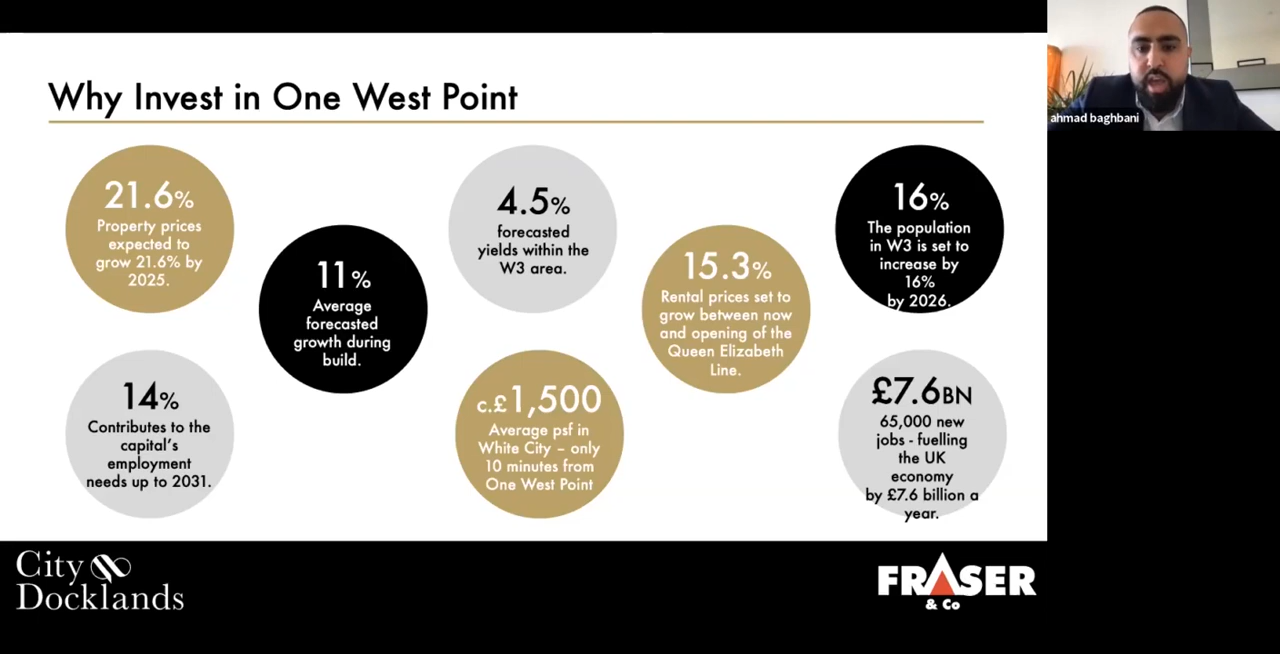 Why Invest in One West Point
21.6%
Property prices
expected to
grow 21.6% by
2025.
11%
Average
forecasted
growth during
build.
4.5%
forecasted
yields within the
W3 area.
15.3%
Rental prices set to
grow between now
and opening of the
Queen Elizabeth
Line.
16%
The population
in W3 is set to
increase by
16%
by 2026.
14%
Contributes to the
capital's
employment
needs up to 2031.
c.£1,500
Average psf in
White City – only
10 minutes from
One West Point
£7.6BN
65,000 new
jobs - fuelling
the UK
economy
by £7.6 billion a
year.
City
Docklands
FRASER
& Co
ahmad baghbani